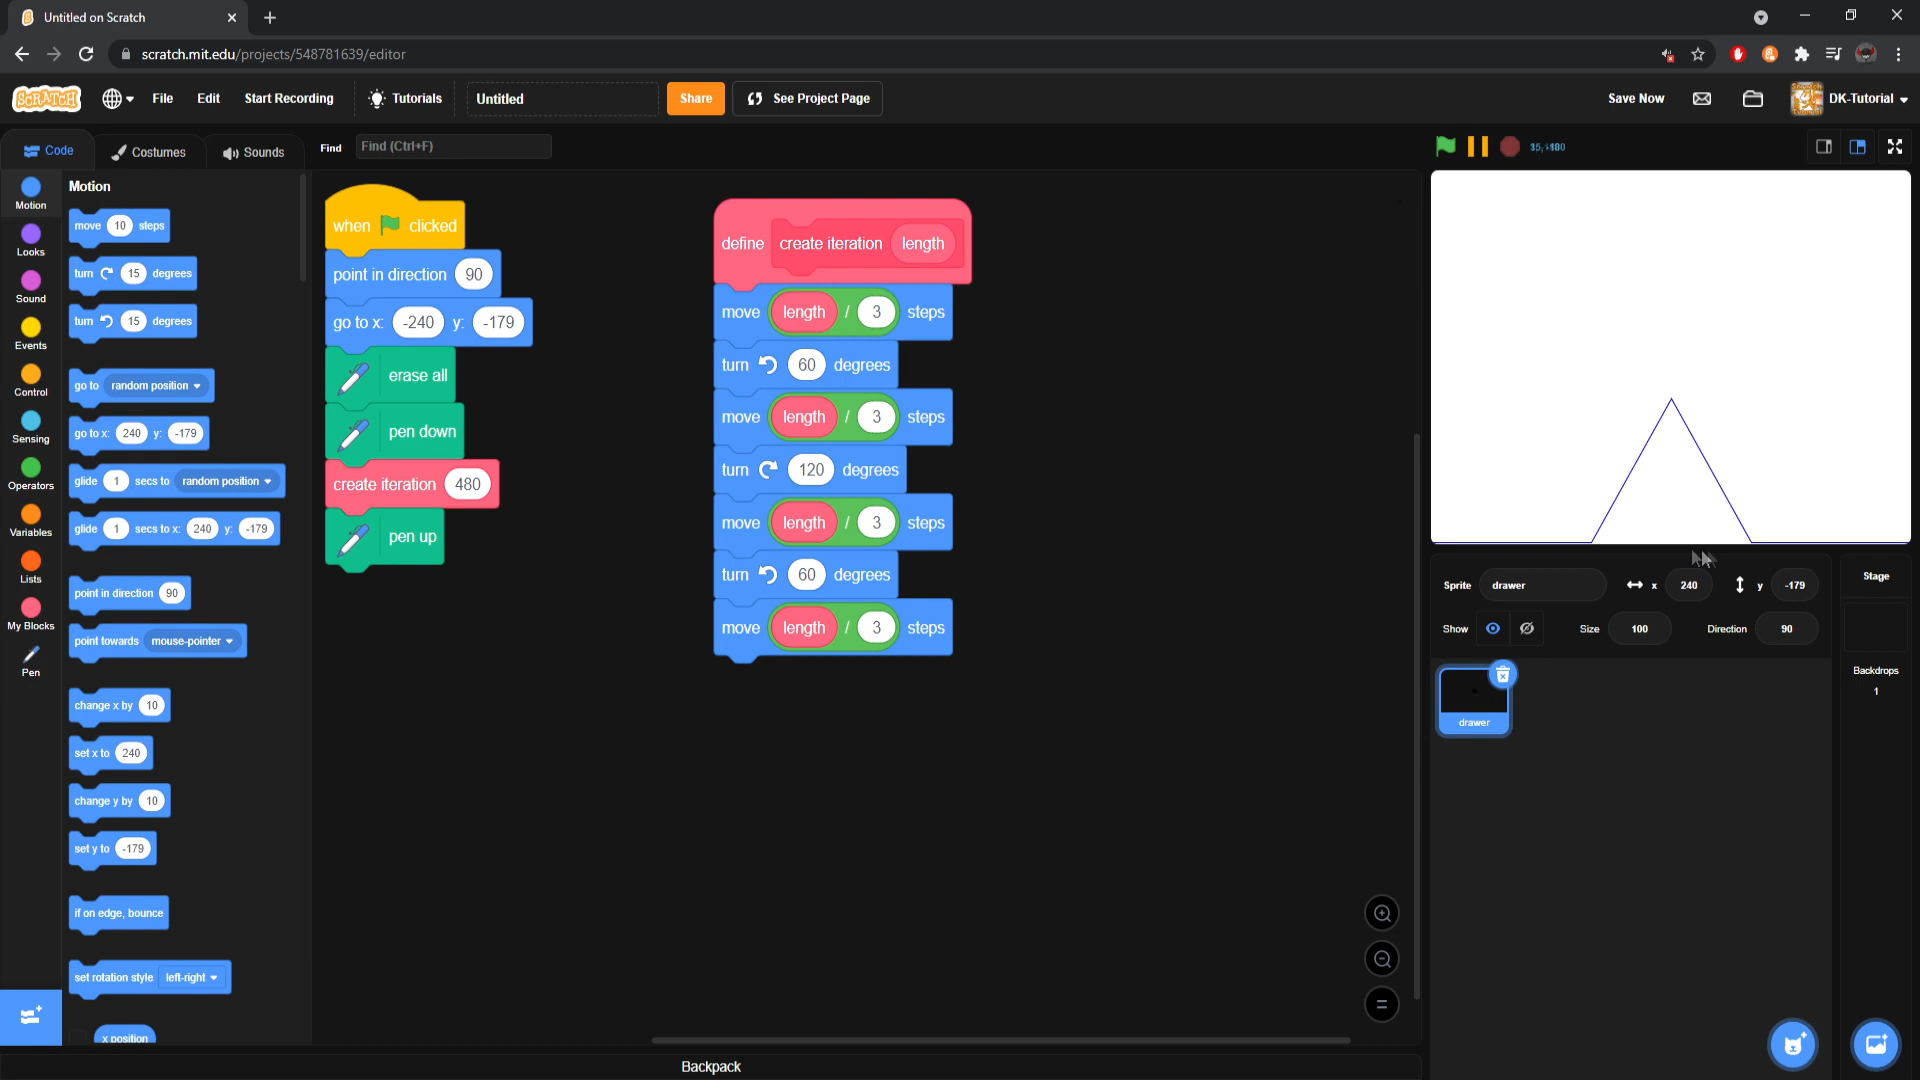 Untitled on Scratch
scratch.mit.edu/projects/548781639/editor
SCRATCH
File
Edit
Start Recording
Tutorials
Untitled
Share
See Project Page
Save Now
DK-Tutorial
Code
Costumes
Sounds
Find
Find (Ctrl+F)
Motion
Looks
Sound
Events
Control
Sensing
Operators
Variables
Lists
My Blocks
Pen
Motion
move 10 steps
turn 15 degrees
turn 15 degrees
go to random position
go to x: 240 y: -179
glide 1 secs to random position
glide 1 secs to x: 240 y: -179
point in direction 90
point towards mouse-pointer
change x by 10
set x to 240
change y by 10
set y to -179
if on edge, bounce
set rotation style left-right
x position
when clicked
point in direction 90
go to x: -240 y: -179
erase all
pen down
create iteration 480
pen up
define create iteration length
move length / 3 steps
turn 60 degrees
move length / 3 steps
turn 120 degrees
move length / 3 steps
turn 60 degrees
move length / 3 steps
Backpack
Sprite drawer x 240 y -179
Show Size 100 Direction 90
drawer
Stage
Backdrops
1